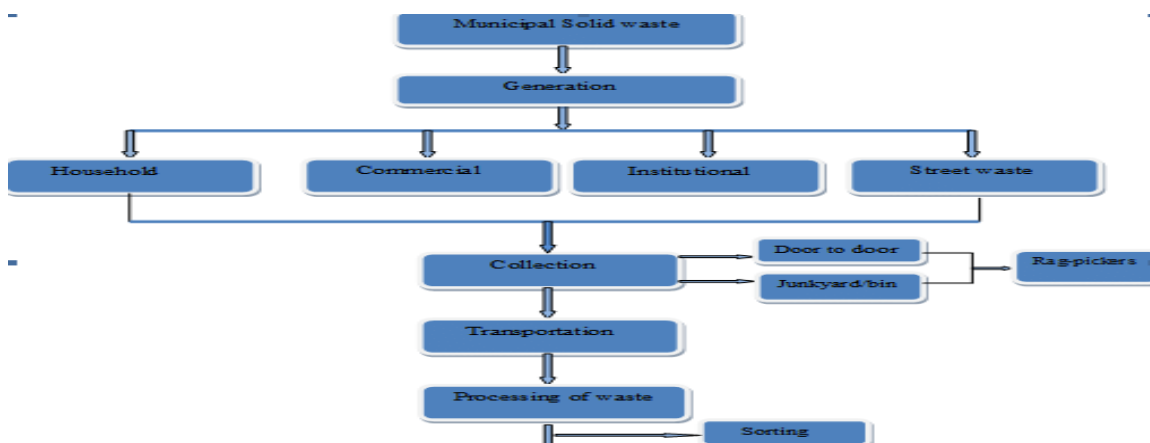 Municipal Solid waste
Generation
Household
Commercial
Institutional
Street waste
Collection
Door to door
Junkyard/bin
Rag-pickers
Transportation
Processing of waste
Sorting